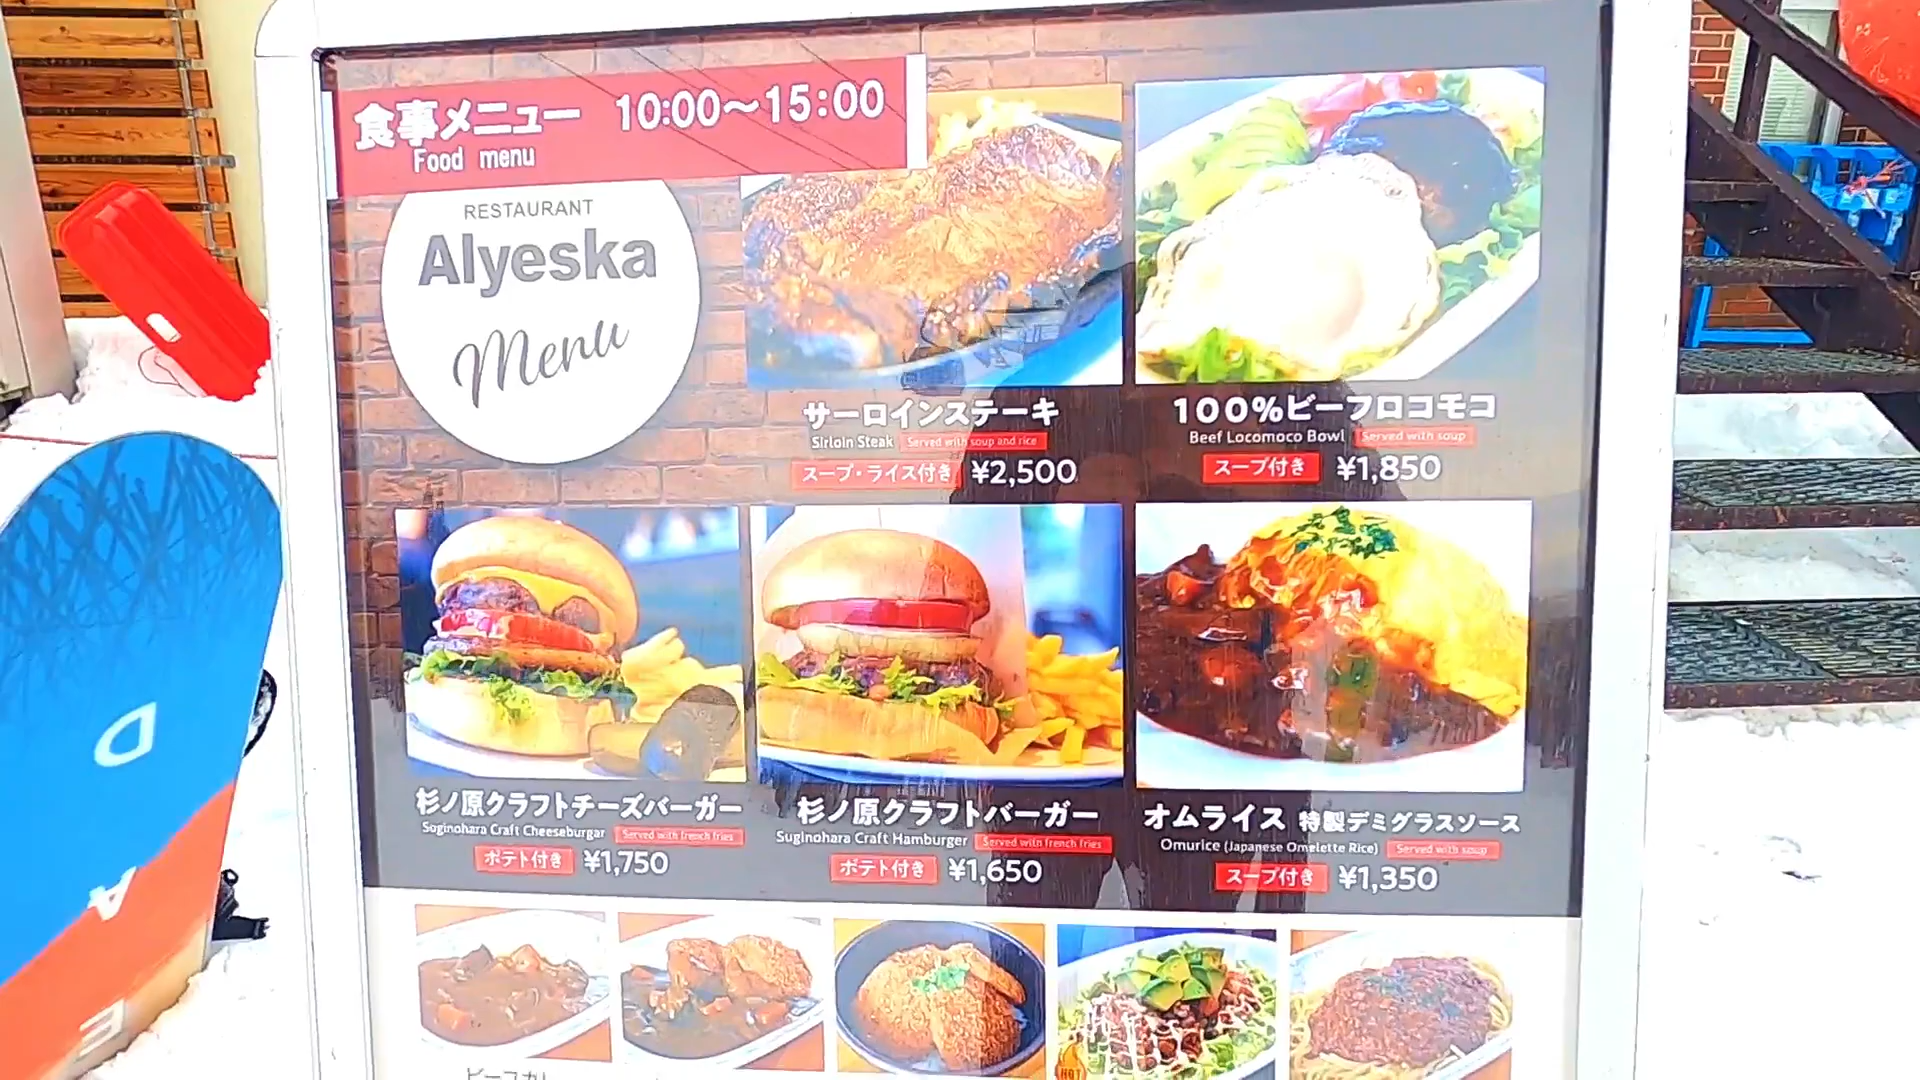 食事メニュー 10:00～15:00
Food menu
RESTAURANT
Alyeska
Menu
サーロインステーキ
Sirloin Steak Served with soup and rice
スープ・ライス付き ¥2,500
100%ビーフロコモコ
Beef Locomoco Bowl Served with soup
スープ付き ¥1,850
杉ノ原クラフトチーズバーガー
Suginohara Craft Cheeseburgar Served with french fries
ポテト付き ¥1,750
杉ノ原クラフトバーガー
Suginohara Craft Hamburger Served with french fries
ポテト付き ¥1,650
オムライス 特製デミグラスソース
Omurice (Japanese Omelette Rice) Served with soup
スープ付き ¥1,350
HOT
D
A
E